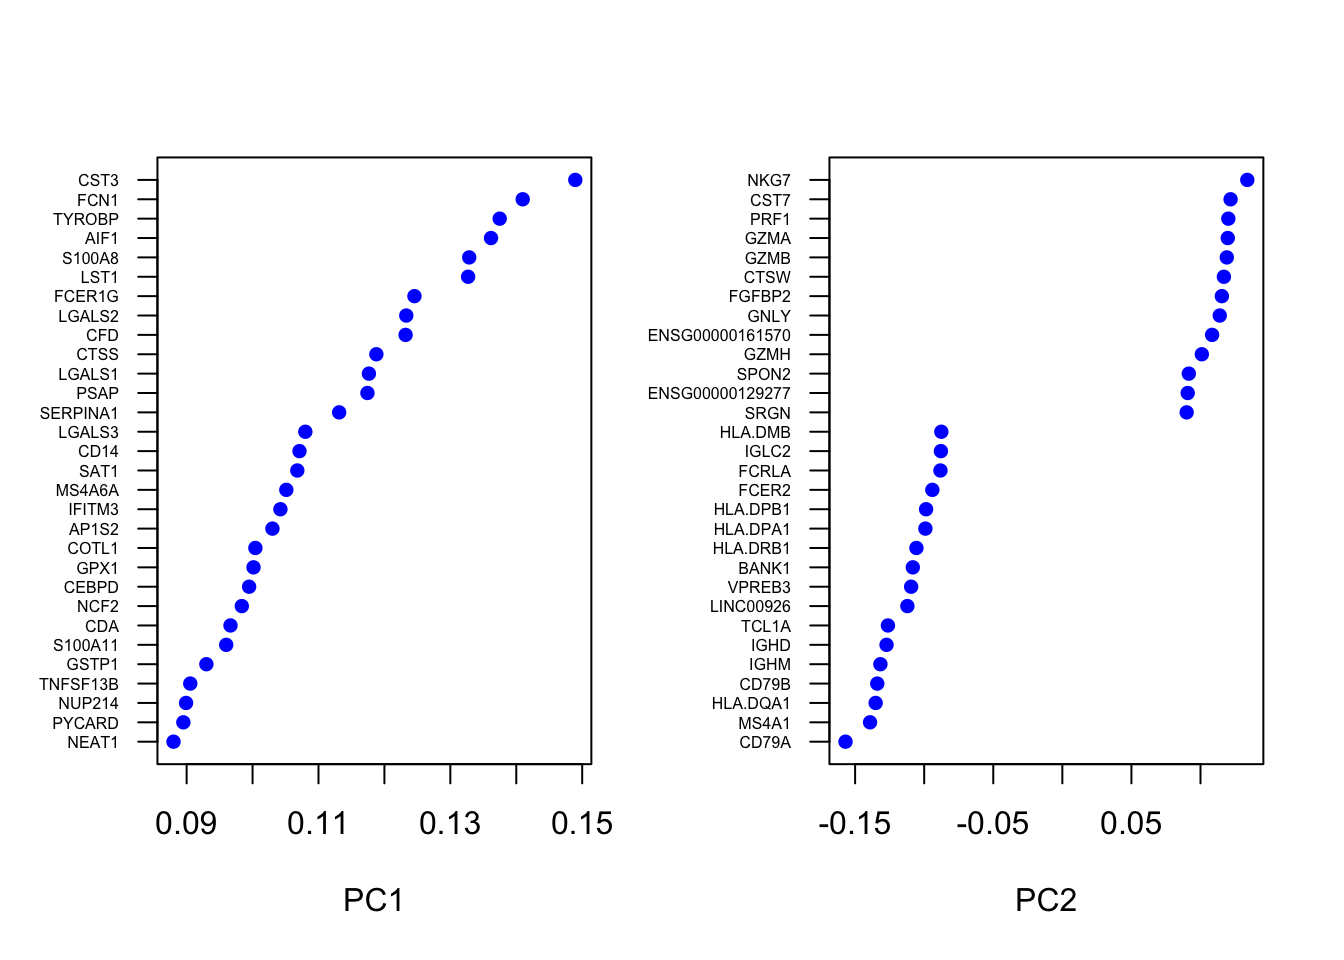 CST3
FCN1
TYROBP
AIF1
S100A8
LST1
FCER1G
LGALS2
CFD
CTSS
LGALS1
PSAP
SERPINA1
LGALS3
CD14
SAT1
MS4A6A
IFITM3
AP1S2
COTL1
GPX1
CEBPD
NCF2
CDA
S100A11
GSTP1
TNFSF13B
NUP214
PYCARD
NEAT1
0.09 0.11 0.13 0.15
PC1
NKG7
CST7
PRF1
GZMA
GZMB
CTSW
FGFBP2
GNLY
ENSG00000161570
GZMH
SPON2
ENSG00000129277
SRGN
HLA.DMB
IGLC2
FCRLA
FCER2
HLA.DPB1
HLA.DPA1
HLA.DRB1
BANK1
VPREB3
LINC00926
TCL1A
IGHD
IGHM
CD79B
HLA.DQA1
MS4A1
CD79A
-0.15 -0.05 0.05
PC2